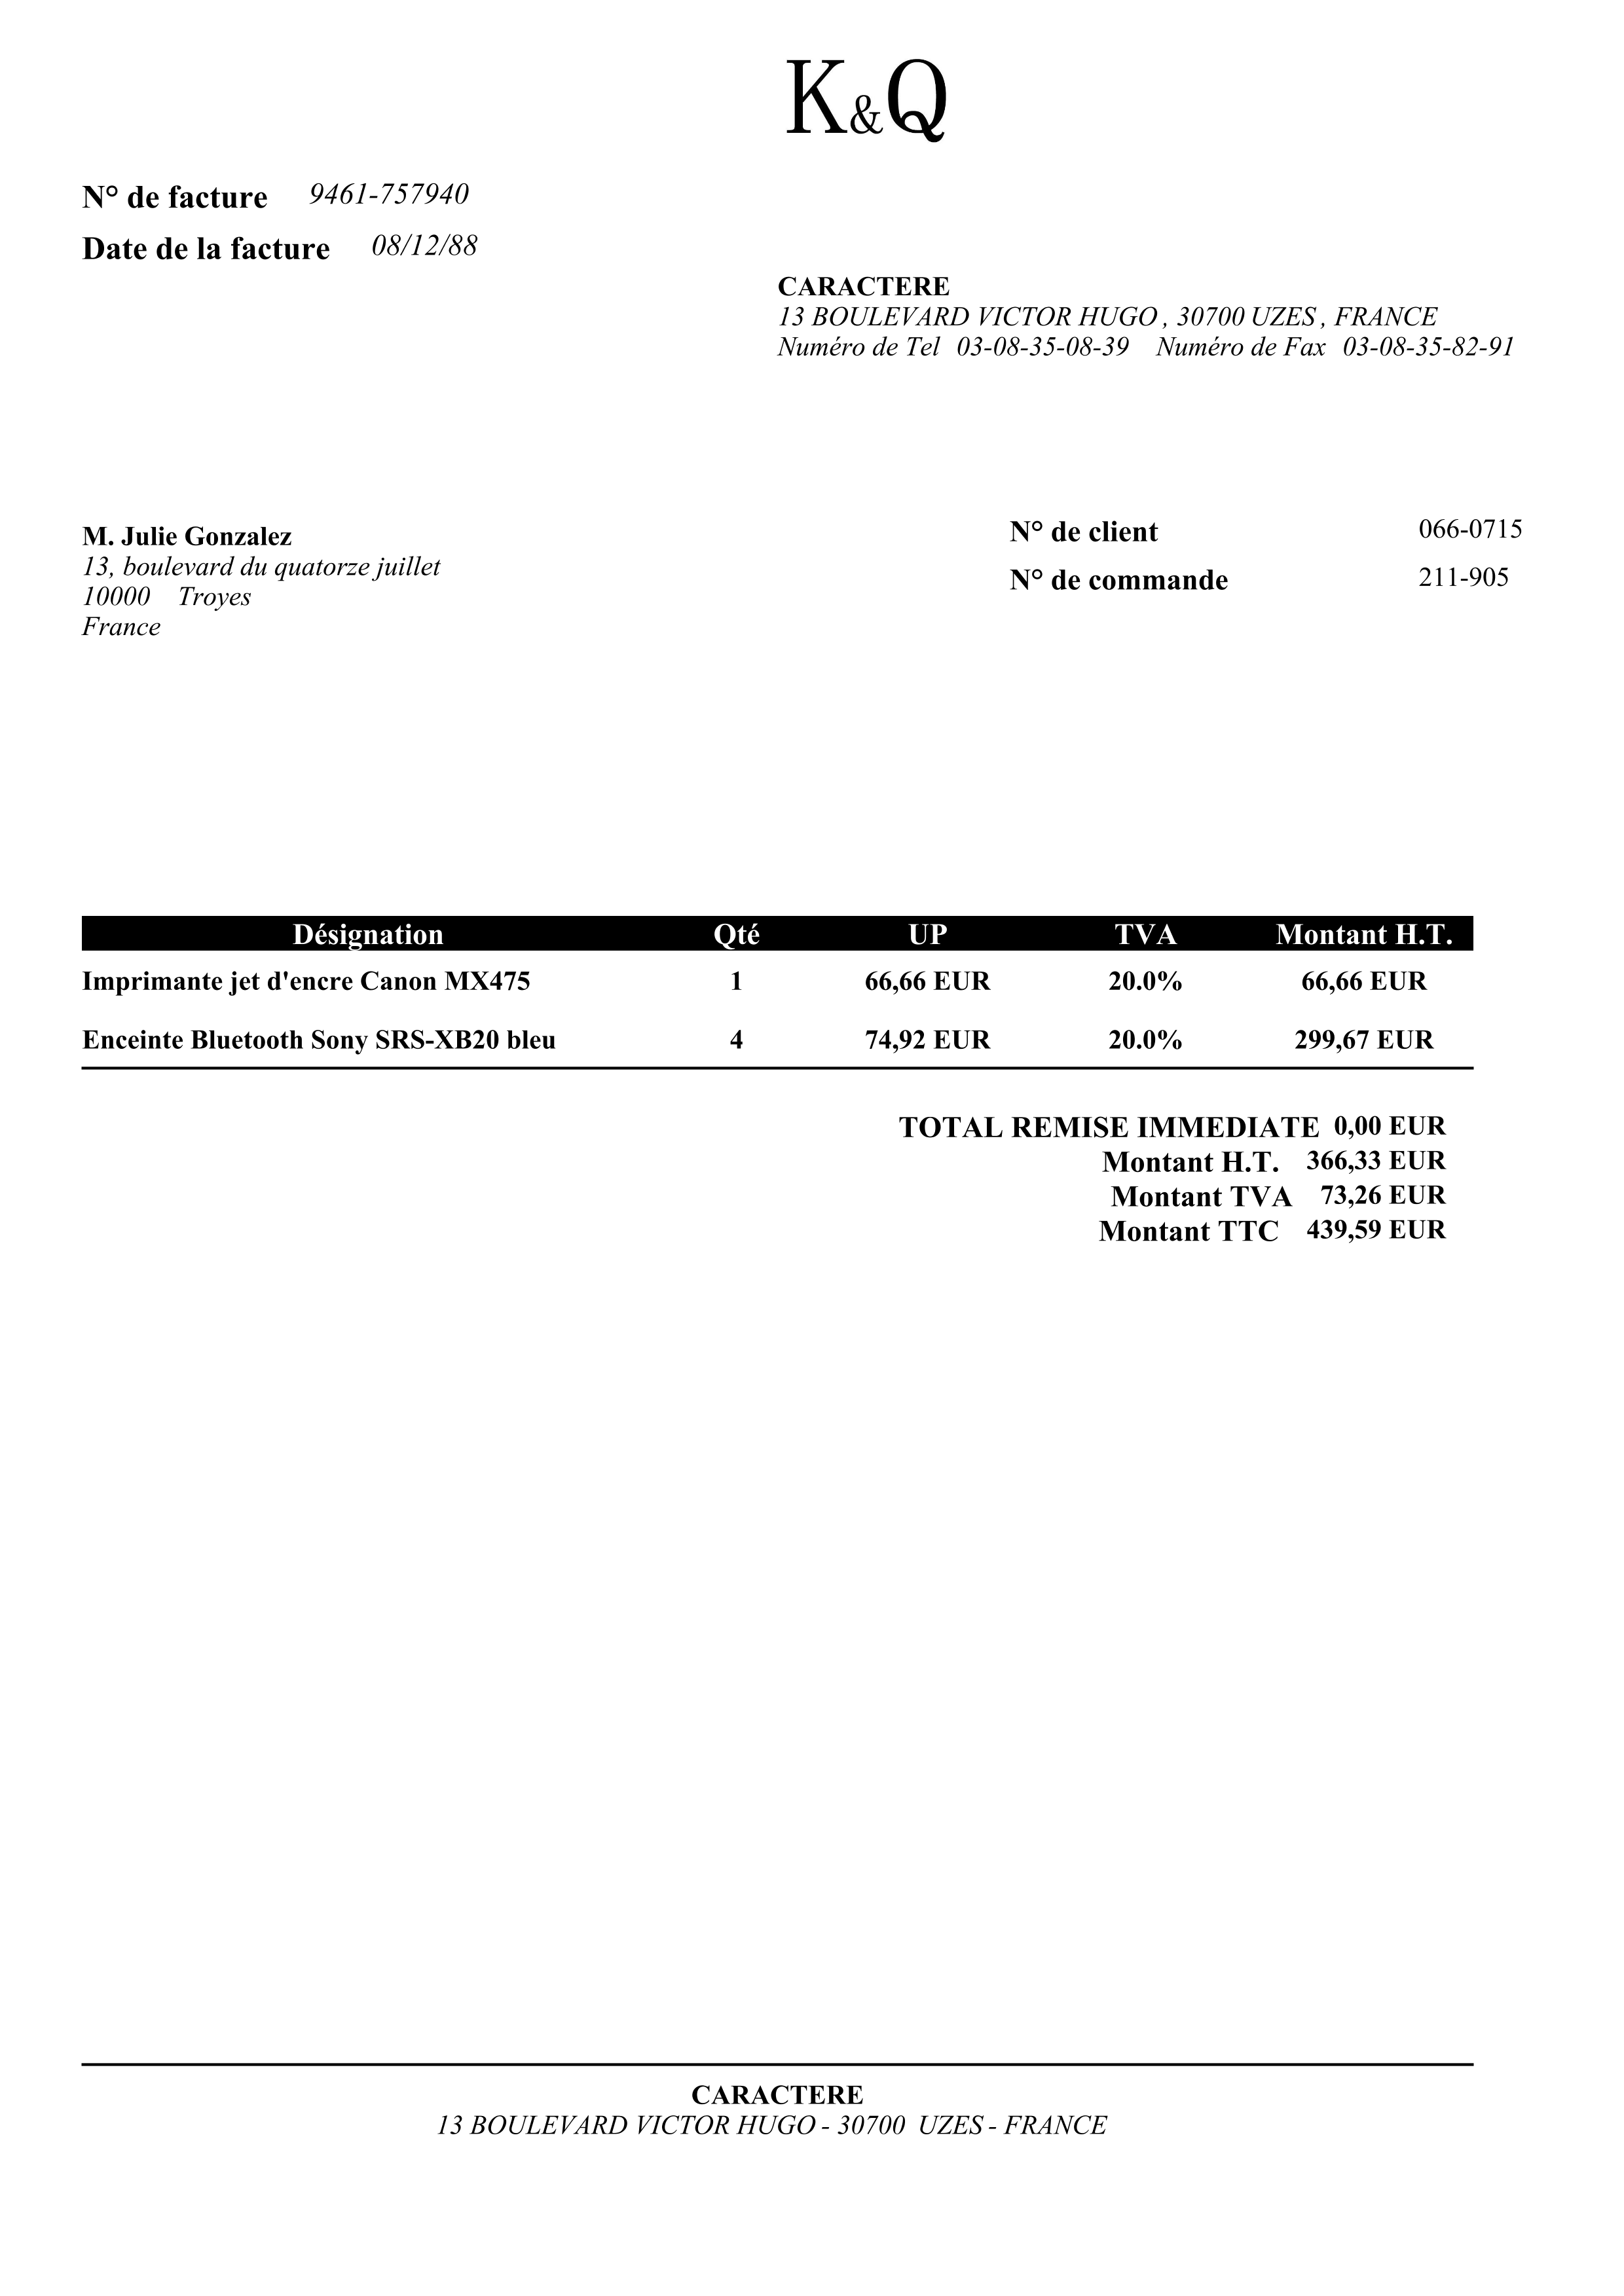 K&Q
N° de facture 9461-757940
Date de la facture 08/12/88
CARACTERE
13 BOULEVARD VICTOR HUGO , 30700 UZES , FRANCE
Numéro de Tel 03-08-35-08-39 Numéro de Fax 03-08-35-82-91
M. Julie Gonzalez
13, boulevard du quatorze juillet
10000 Troyes
France
N° de client 066-0715
N° de commande 211-905
Désignation Qté UP TVA Montant H.T.
Imprimante jet d'encre Canon MX475 1 66,66 EUR 20.0% 66,66 EUR
Enceinte Bluetooth Sony SRS-XB20 bleu 4 74,92 EUR 20.0% 299,67 EUR
TOTAL REMISE IMMEDIATE 0,00 EUR
Montant H.T. 366,33 EUR
Montant TVA 73,26 EUR
Montant TTC 439,59 EUR
CARACTERE
13 BOULEVARD VICTOR HUGO - 30700 UZES - FRANCE